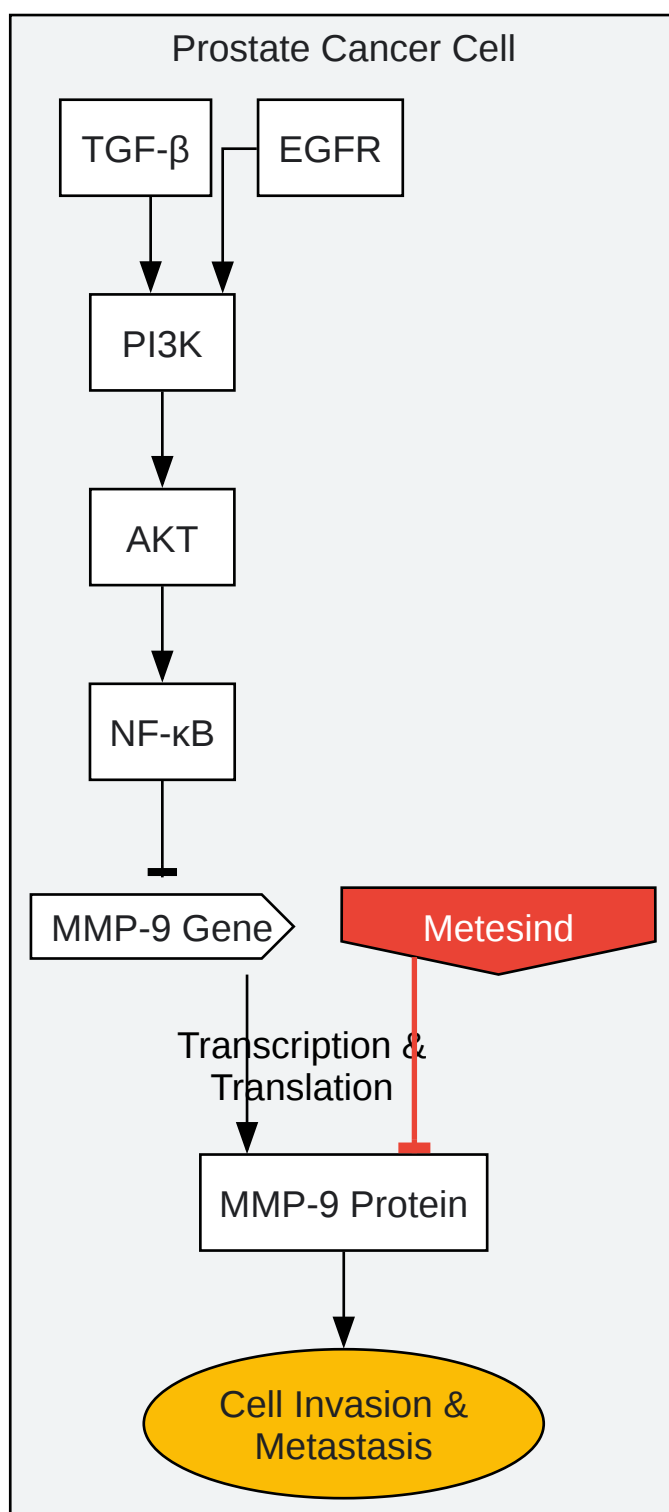 Prostate Cancer Cell
TGF-β
EGFR
PI3K
AKT
NF-κB
MMP-9 Gene
Metesind
Transcription &
Translation
MMP-9 Protein
Cell Invasion &
Metastasis